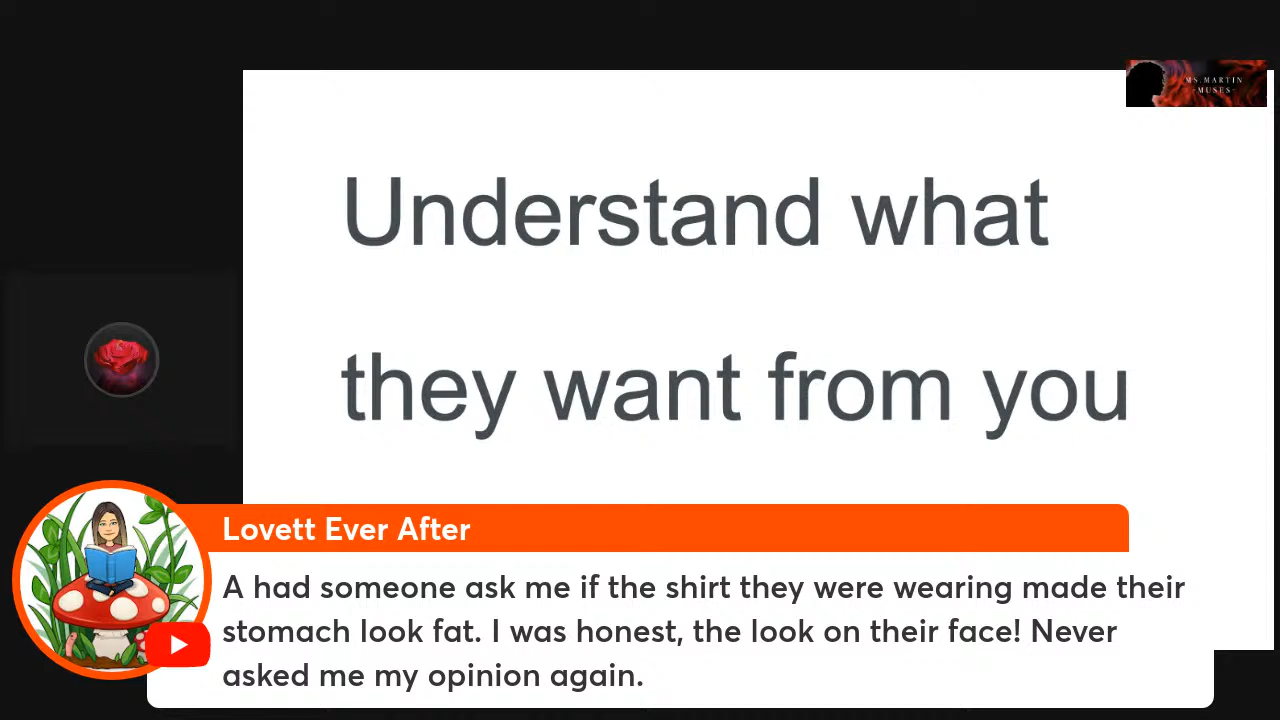 MS.MARTIN
-MUSES-
Understand what
they want from you
Lovett Ever After
A had someone ask me if the shirt they were wearing made their
stomach look fat. I was honest, the look on their face! Never
asked me my opinion again.